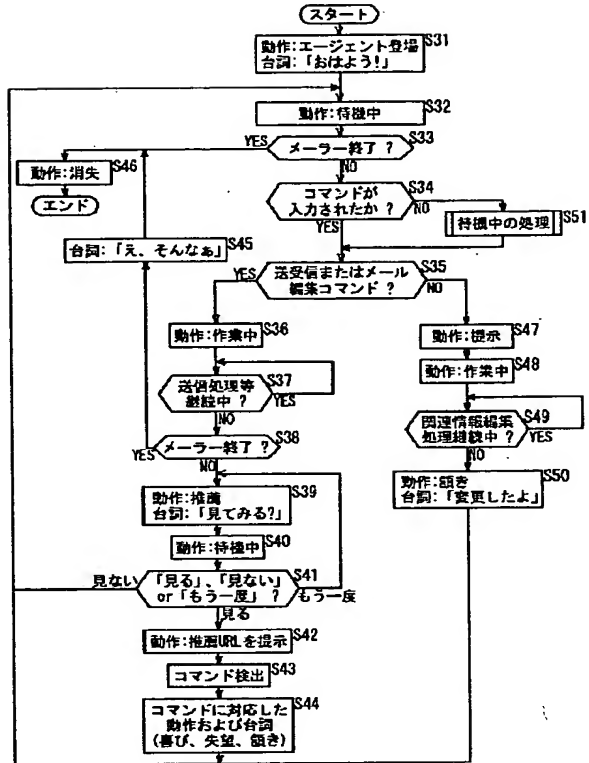 スタート
動作:エージェント登場
台詞:「おはよう!」
S31
動作:待機中
S32
メーラー終了 ?
S33
YES
NO
動作:消失
S46
エンド
コマンドが
入力されたか ?
S34
NO
YES
待機中の処理
S51
台詞:「え、そんなぁ」
S45
送受信またはメール
編集コマンド ?
S35
YES
NO
動作:作業中
S36
動作:提示
S47
動作:作業中
S48
送信処理等
継続中 ?
S37
YES
NO
関連情報編集
処理継続中 ?
S49
YES
NO
メーラー終了 ?
S38
YES
NO
動作:頷き
台詞:「変更したよ」
S50
動作:推薦
台詞:「見てみる?」
S39
動作:待機中
S40
「見る」、「見ない」
or「もう一度」 ?
S41
見ない
もう一度
見る
動作:推薦URLを提示
S42
コマンド検出
S43
コマンドに対応した
動作および台詞
(喜び、失望、頷き)
S44